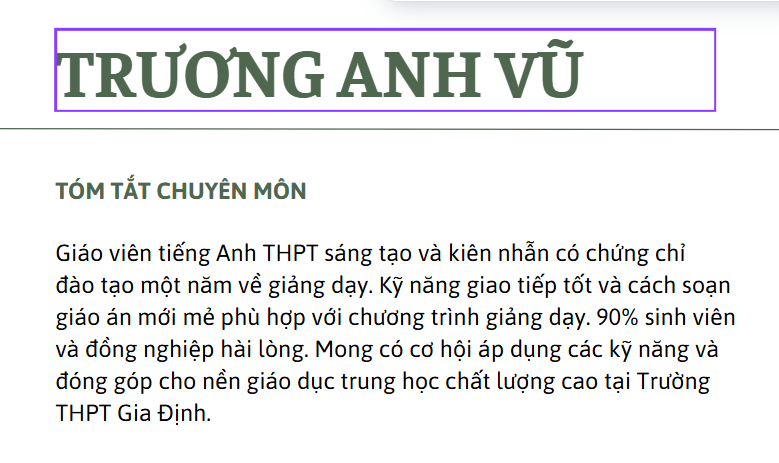 TRƯƠNG ANH VŨ
TÓM TẮT CHUYÊN MÔN
Giáo viên tiếng Anh THPT sáng tạo và kiên nhẫn có chứng chỉ
đào tạo một năm về giảng dạy. Kỹ năng giao tiếp tốt và cách soạn
giáo án mới mẻ phù hợp với chương trình giảng dạy. 90% sinh viên
và đồng nghiệp hài lòng. Mong có cơ hội áp dụng các kỹ năng và
đóng góp cho nền giáo dục trung học chất lượng cao tại Trường
THPT Gia Định.